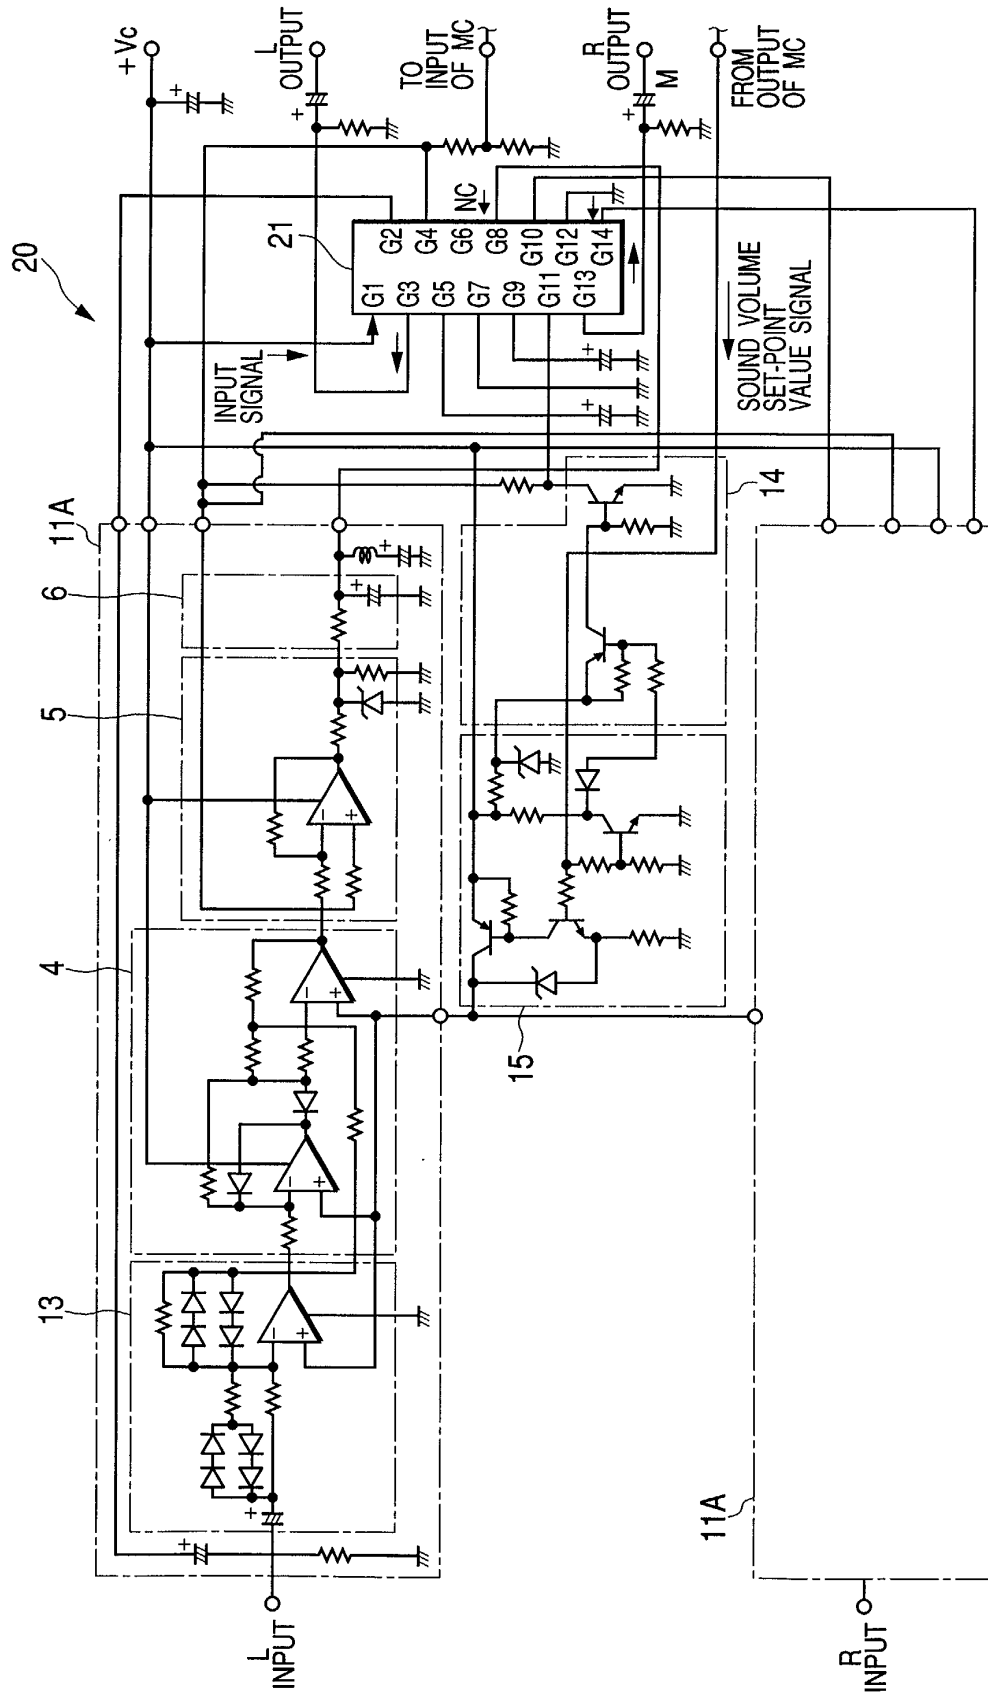 20
+Vc
L
OUTPUT
TO
INPUT
OF MC
R
OUTPUT
M
FROM
OUTPUT
OF MC
INPUT
SIGNAL
21
G1
G3
G5
G7
G9
G11
G13
G2
G4
G6
G8
G10
G12
G14
NC
SOUND VOLUME
SET-POINT
VALUE SIGNAL
11A
6
5
4
13
14
15
11A
L
INPUT
R
INPUT